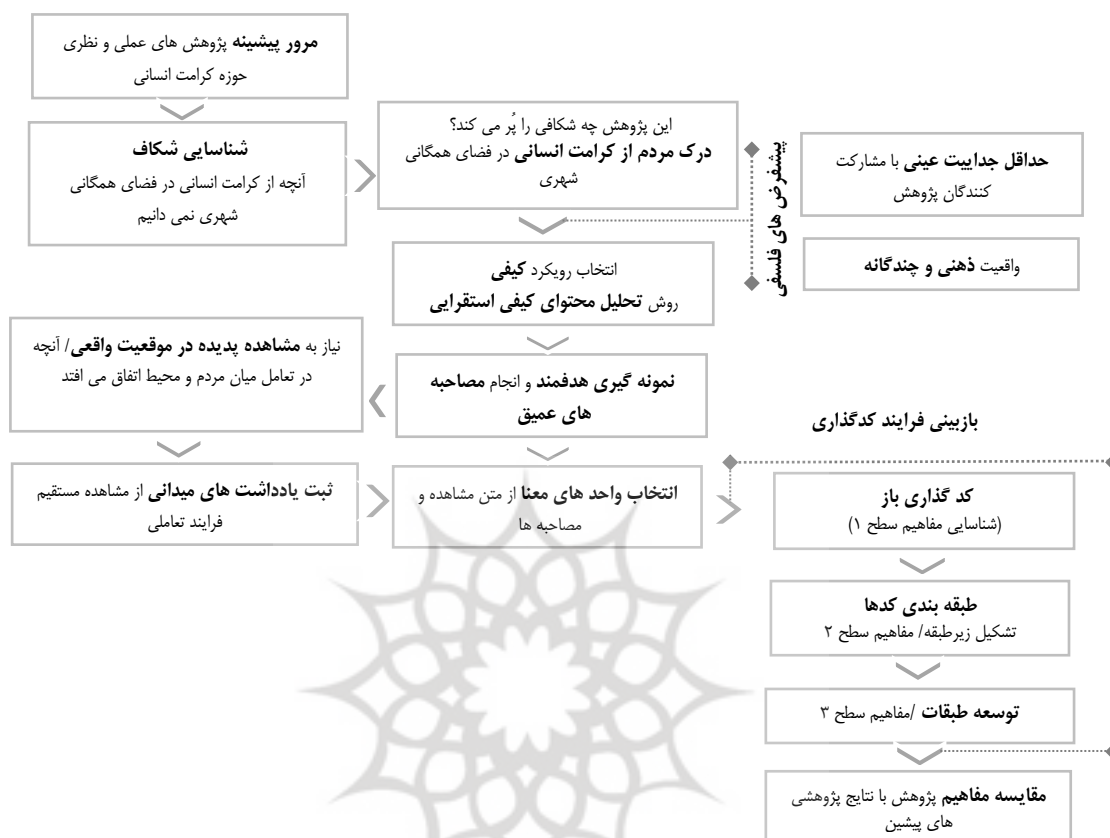 مرور پیشینه پژوهش های عملی و نظری
حوزه کرامت انسانی
شناسایی شکاف
آنچه از کرامت انسانی در فضای همگانی
شهری نمی دانیم
این پژوهش چه شکافی را پُر می کند؟
درک مردم از کرامت انسانی در فضای همگانی
شهری
پیشفرض های فلسفی
حداقل جداییت عینی با مشارکت
کنندگان پژوهش
واقعیت ذهنی و چندگانه
انتخاب رویکرد کیفی
روش تحلیل محتوای کیفی استقرایی
نمونه گیری هدفمند و انجام مصاحبه
های عمیق
نیاز به مشاهده پدیده در موقعیت واقعی/ آنچه
در تعامل میان مردم و محیط اتفاق می افتد
ثبت یادداشت های میدانی از مشاهده مستقیم
فرایند تعاملی
انتخاب واحد های معنا از متن مشاهده و
مصاحبه ها
بازبینی فرایند کدگذاری
کد گذاری باز
(شناسایی مفاهیم سطح ۱)
طبقه بندی کدها
تشکیل زیرطبقه/ مفاهیم سطح ۲
توسعه طبقات /مفاهیم سطح ۳
مقایسه مفاهیم پژوهش با نتایج پژوهشی
های پیشین